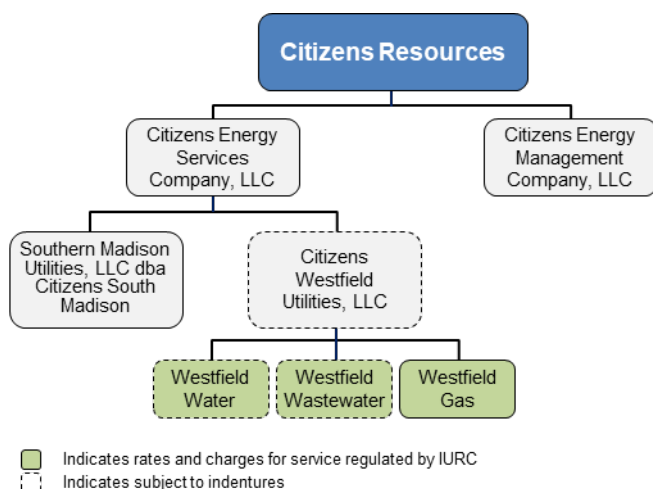 Citizens Resources
Citizens Energy
Services
Company, LLC
Citizens Energy
Management
Company, LLC
Southern Madison
Utilities, LLC dba
Citizens South
Madison
Citizens
Westfield
Utilities, LLC
Westfield
Water
Westfield
Wastewater
Westfield
Gas
Indicates rates and charges for service regulated by IURC
Indicates subject to indentures